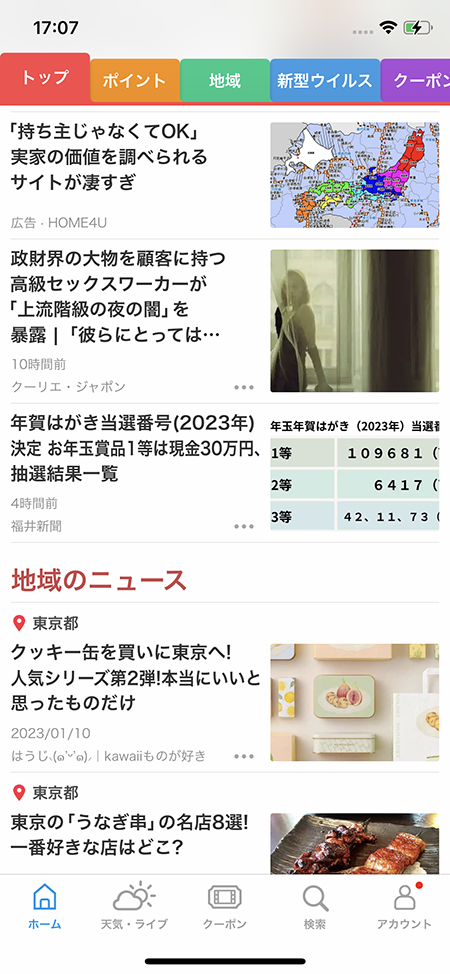 17:07
トップ
ポイント
地域
新型ウイルス
クーポン
「持ち主じゃなくてOK」
実家の価値を調べられる
サイトが凄すぎ
広告・HOME4U
政財界の大物を顧客に持つ
高級セックスワーカーが
「上流階級の夜の闇」を
暴露 | 「彼らにとっては…
10時間前
クーリエ・ジャポン
年賀はがき当選番号(2023年)
決定 お年玉賞品1等は現金30万円、
抽選結果一覧
4時間前
福井新聞
年玉年賀はがき（2023年）当選番
1等 109681（
2等 6417（
3等 42、11、73（
地域のニュース
東京都
クッキー缶を買いに東京へ!
人気シリーズ第2弾!本当にいいと
思ったものだけ
2023/01/10
はうじ､(ฅ'ω'ฅ)､｜kawaiiものが好き
東京都
東京の「うなぎ串」の名店8選!
一番好きな店はどこ?
ホーム
天気・ライブ
クーポン
検索
アカウント